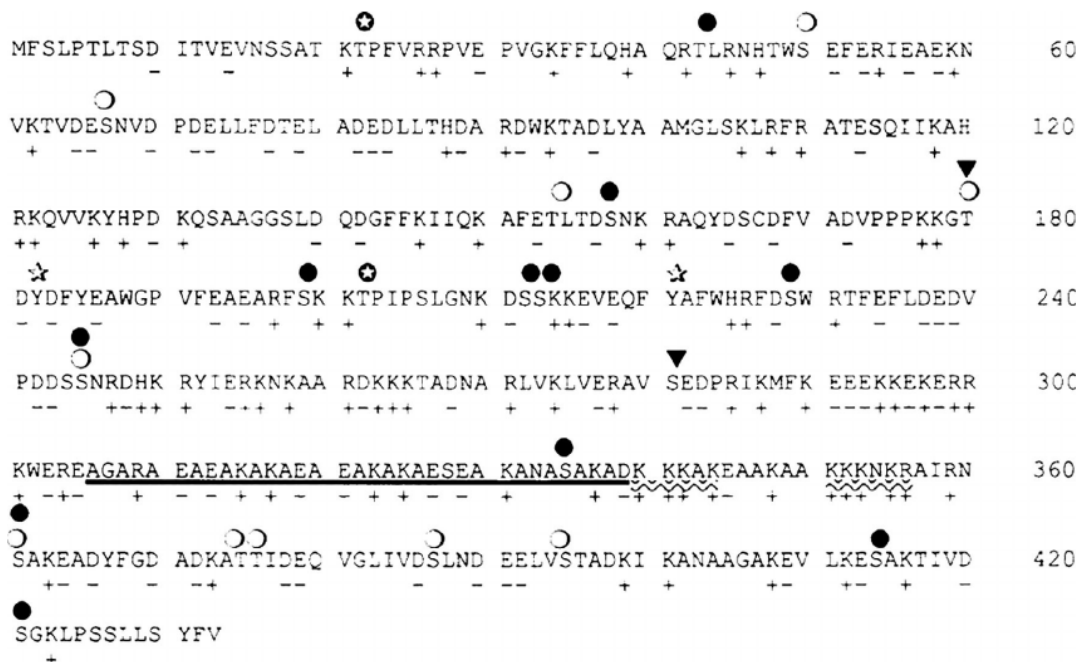 MFSLPTLTSD ITVEVNSSAT KTPFVRRPVE PVGKFFLQHA QRTLRNHTWS EFERIEAEKN 60
VKTVDESNVD PDELLFDTEL ADEDLLTHDA RDWKTADLYA AMGLSKLRFR ATESQIIKAH 120
RKQVVKYHPD KQSAAGGSLD QDGFFKIIQK AFETLTDSNK RAQYDSCDFV ADVPPPKKGT 180
DYDFYEAWGP VFEAEARFSK KTPIPSLGNK DSSKKEVEQF YAFWHRFDSW RTFEFLDEDV 240
PDDSSNRDHK RYIERKNKAA RDKKKTADNA RLVKLVERAV SEDPRIKMFK EEEKKEKERR 300
KWEREAGARA EAEAKAKAEA EAKAKAESEA KANASAKADK KKAKEAAKAA KKKNKRAIRN 360
SAKEADYFGD ADKATTIDEQ VGLIVDSLND EELVSTADKI KANAAGAKEV LKESAKTIVD 420
SGKLPSSLLS YFV